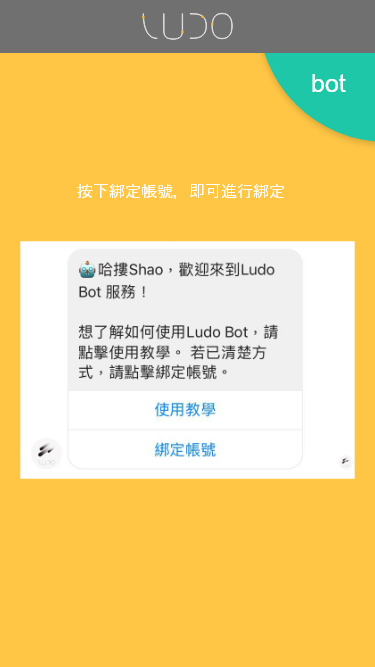 LUDO
bot
按下綁定帳號，即可進行綁定
哈摟Shao，歡迎來到Ludo
Bot 服務！
想了解如何使用Ludo Bot，請
點擊使用教學。 若已清楚方
式，請點擊綁定帳號。
使用教學
綁定帳號